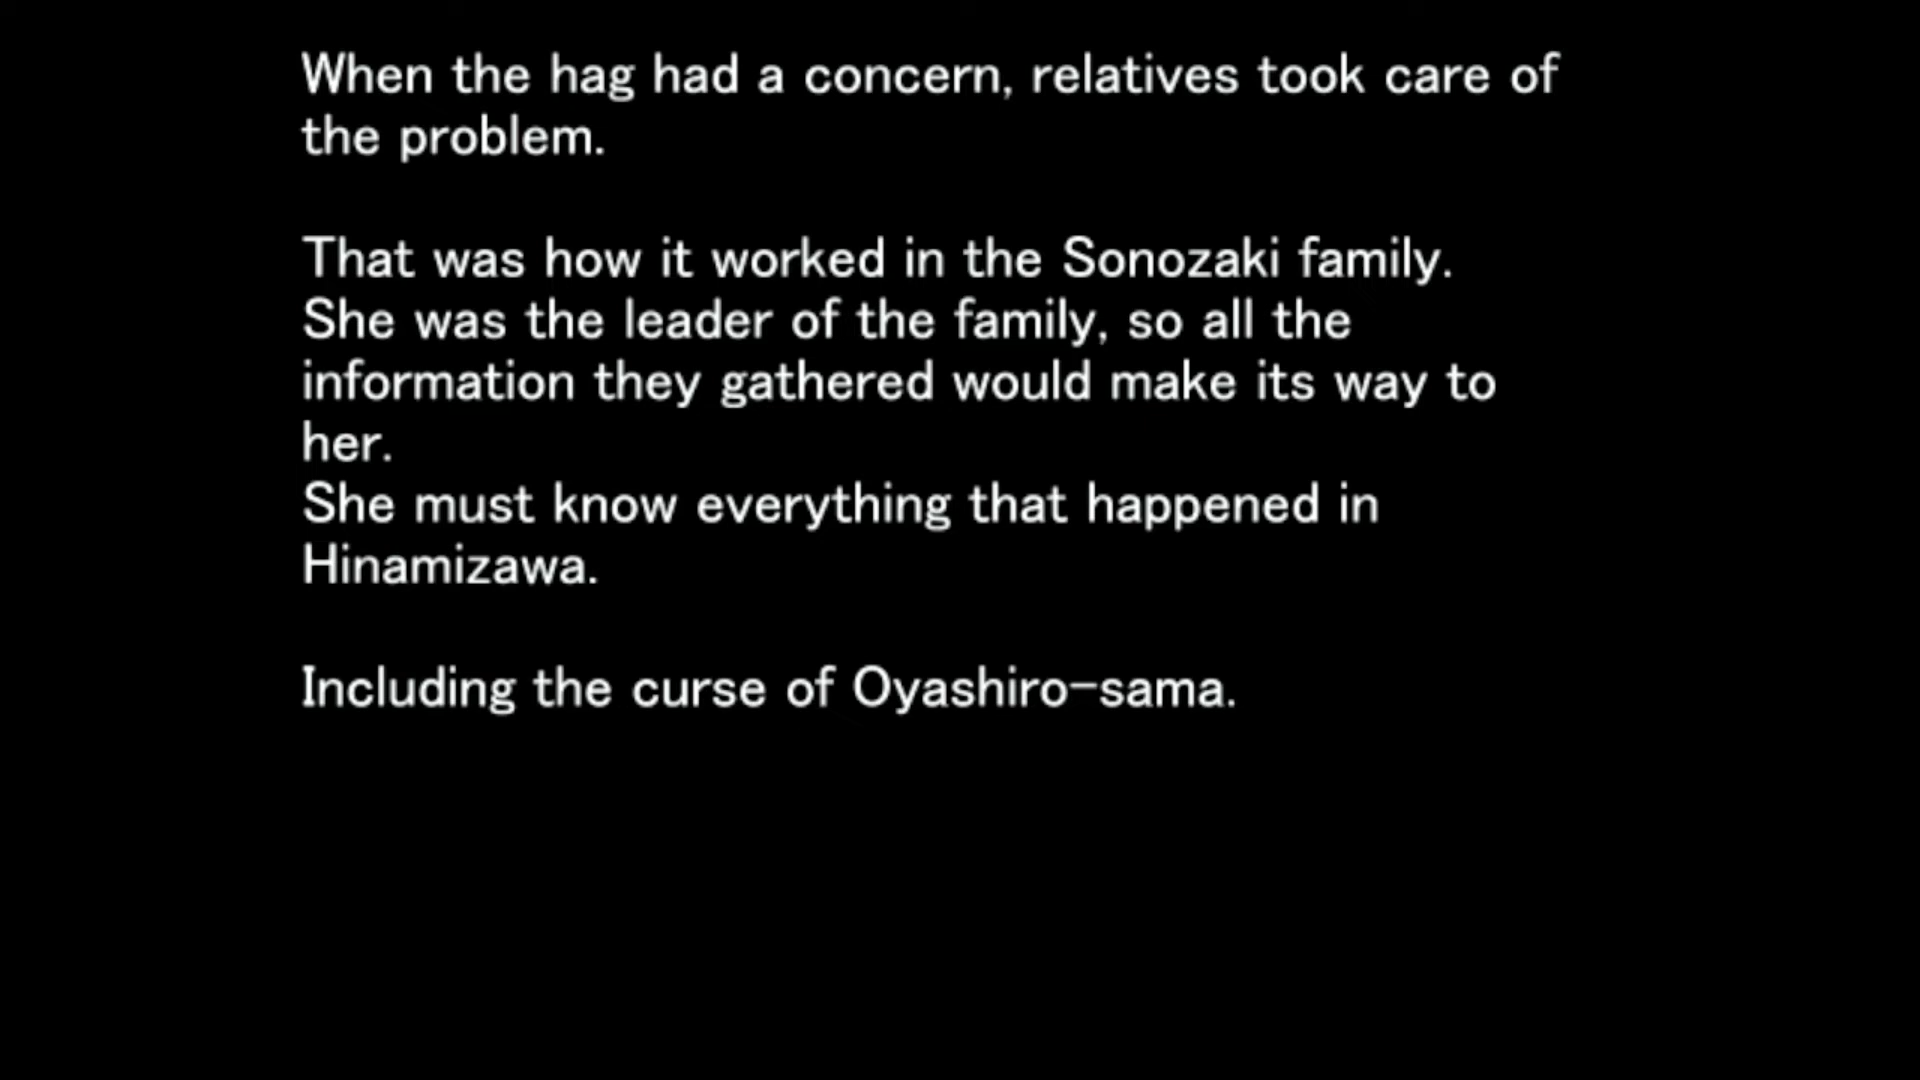 When the hag had a concern, relatives took care of
the problem.
That was how it worked in the Sonozaki family.
She was the leader of the family, so all the
information they gathered would make its way to
her.
She must know everything that happened in
Hinamizawa.
Including the curse of Oyashiro-sama.